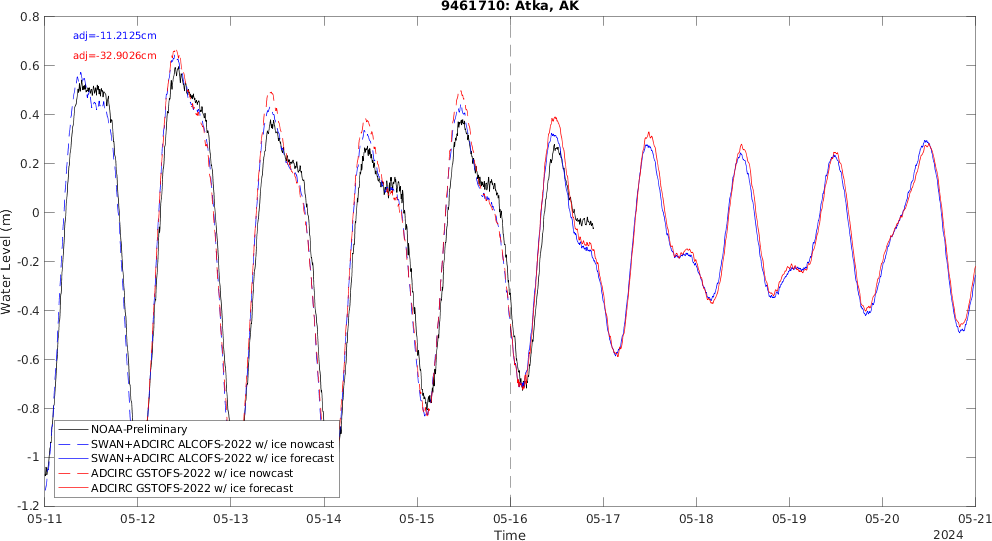 9461710: Atka, AK
adj=-11.2125cm
adj=-32.9026cm
0.8
0.6
0.4
0.2
0
-0.2
-0.4
-0.6
-0.8
-1
-1.2
Water Level (m)
NOAA-Preliminary
SWAN+ADCIRC ALCOFS-2022 w/ ice nowcast
SWAN+ADCIRC ALCOFS-2022 w/ ice forecast
ADCIRC GSTOFS-2022 w/ ice nowcast
ADCIRC GSTOFS-2022 w/ ice forecast
05-11 05-12 05-13 05-14 05-15 05-16 05-17 05-18 05-19 05-20 05-21
Time
2024